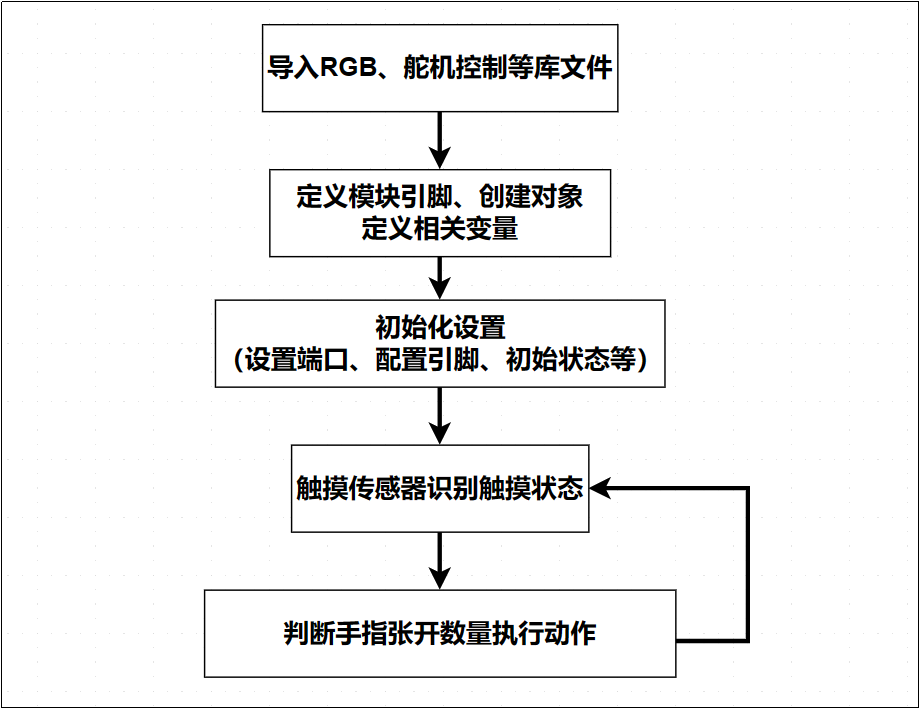 导入RGB、舵机控制等库文件
定义模块引脚、创建对象
定义相关变量
初始化设置
（设置端口、配置引脚、初始状态等）
触摸传感器识别触摸状态
判断手指张开数量执行动作